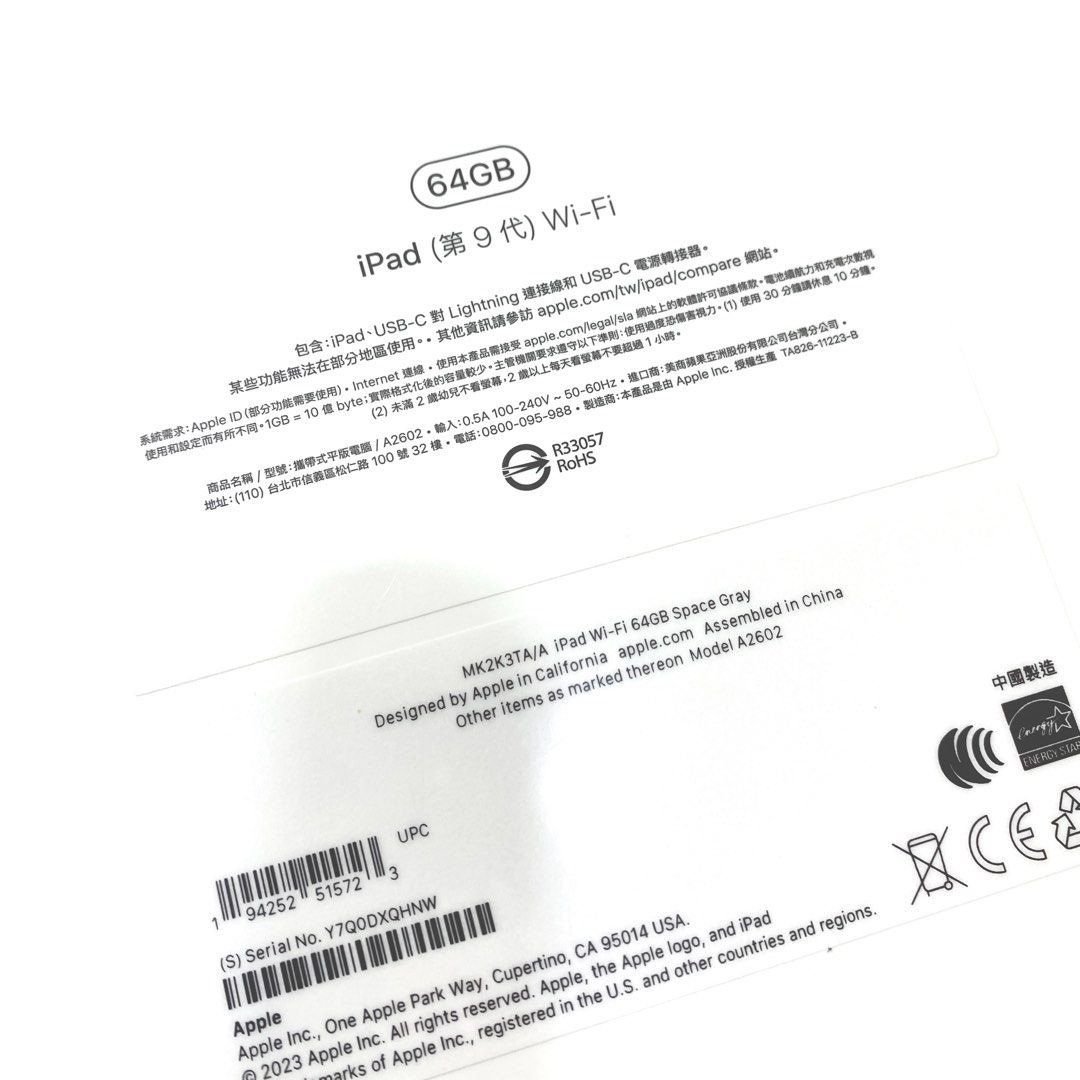 64GB
iPad (第 9 代) Wi-Fi
包含:iPad、USB-C 對 Lightning 連接線和 USB-C 電源轉接器。
某些功能無法在部分地區使用。• 其他資訊請參訪 apple.com/tw/ipad/compare 網站。
系統需求:Apple ID (部分功能需要使用)。Internet 連線。使用本產品需接受 apple.com/legal/sla 網站上的軟體許可協議條款。電池續航力和充電次數視
使用和設定而有所不同。1GB = 10 億 byte;實際格式化後的容量較少。主管機關要求遵守以下準則:使用過度恐傷害視力。(1) 使用 30 分鐘請休息 10 分鐘。
(2) 未滿 2 歲幼兒不看螢幕,2 歲以上每天看螢幕不要超過 1 小時。
商品名稱 / 型號:攜帶式平版電腦 / A2602 • 輸入:0.5A 100-240V ~ 50-60Hz • 進口商:美商蘋果亞洲股份有限公司台灣分公司。
地址:(110) 台北市信義區松仁路 100 號 32 樓 • 電話:0800-095-988 • 製造商:本產品是由 Apple Inc. 授權生產 TA826-11223-B
R33057
RoHS
MK2K3TA/A iPad Wi-Fi 64GB Space Gray
Designed by Apple in California apple.com Assembled in China
Other items as marked thereon Model A2602
中國製造
energy
ENERGY STAR
CE
UPC
1 94252 51572 3
(S) Serial No. Y7Q0DXQHNW
Apple
Apple Inc., One Apple Park Way, Cupertino, CA 95014 USA.
© 2023 Apple Inc. All rights reserved. Apple, the Apple logo, and iPad
marks of Apple Inc., registered in the U.S. and other countries and regions.